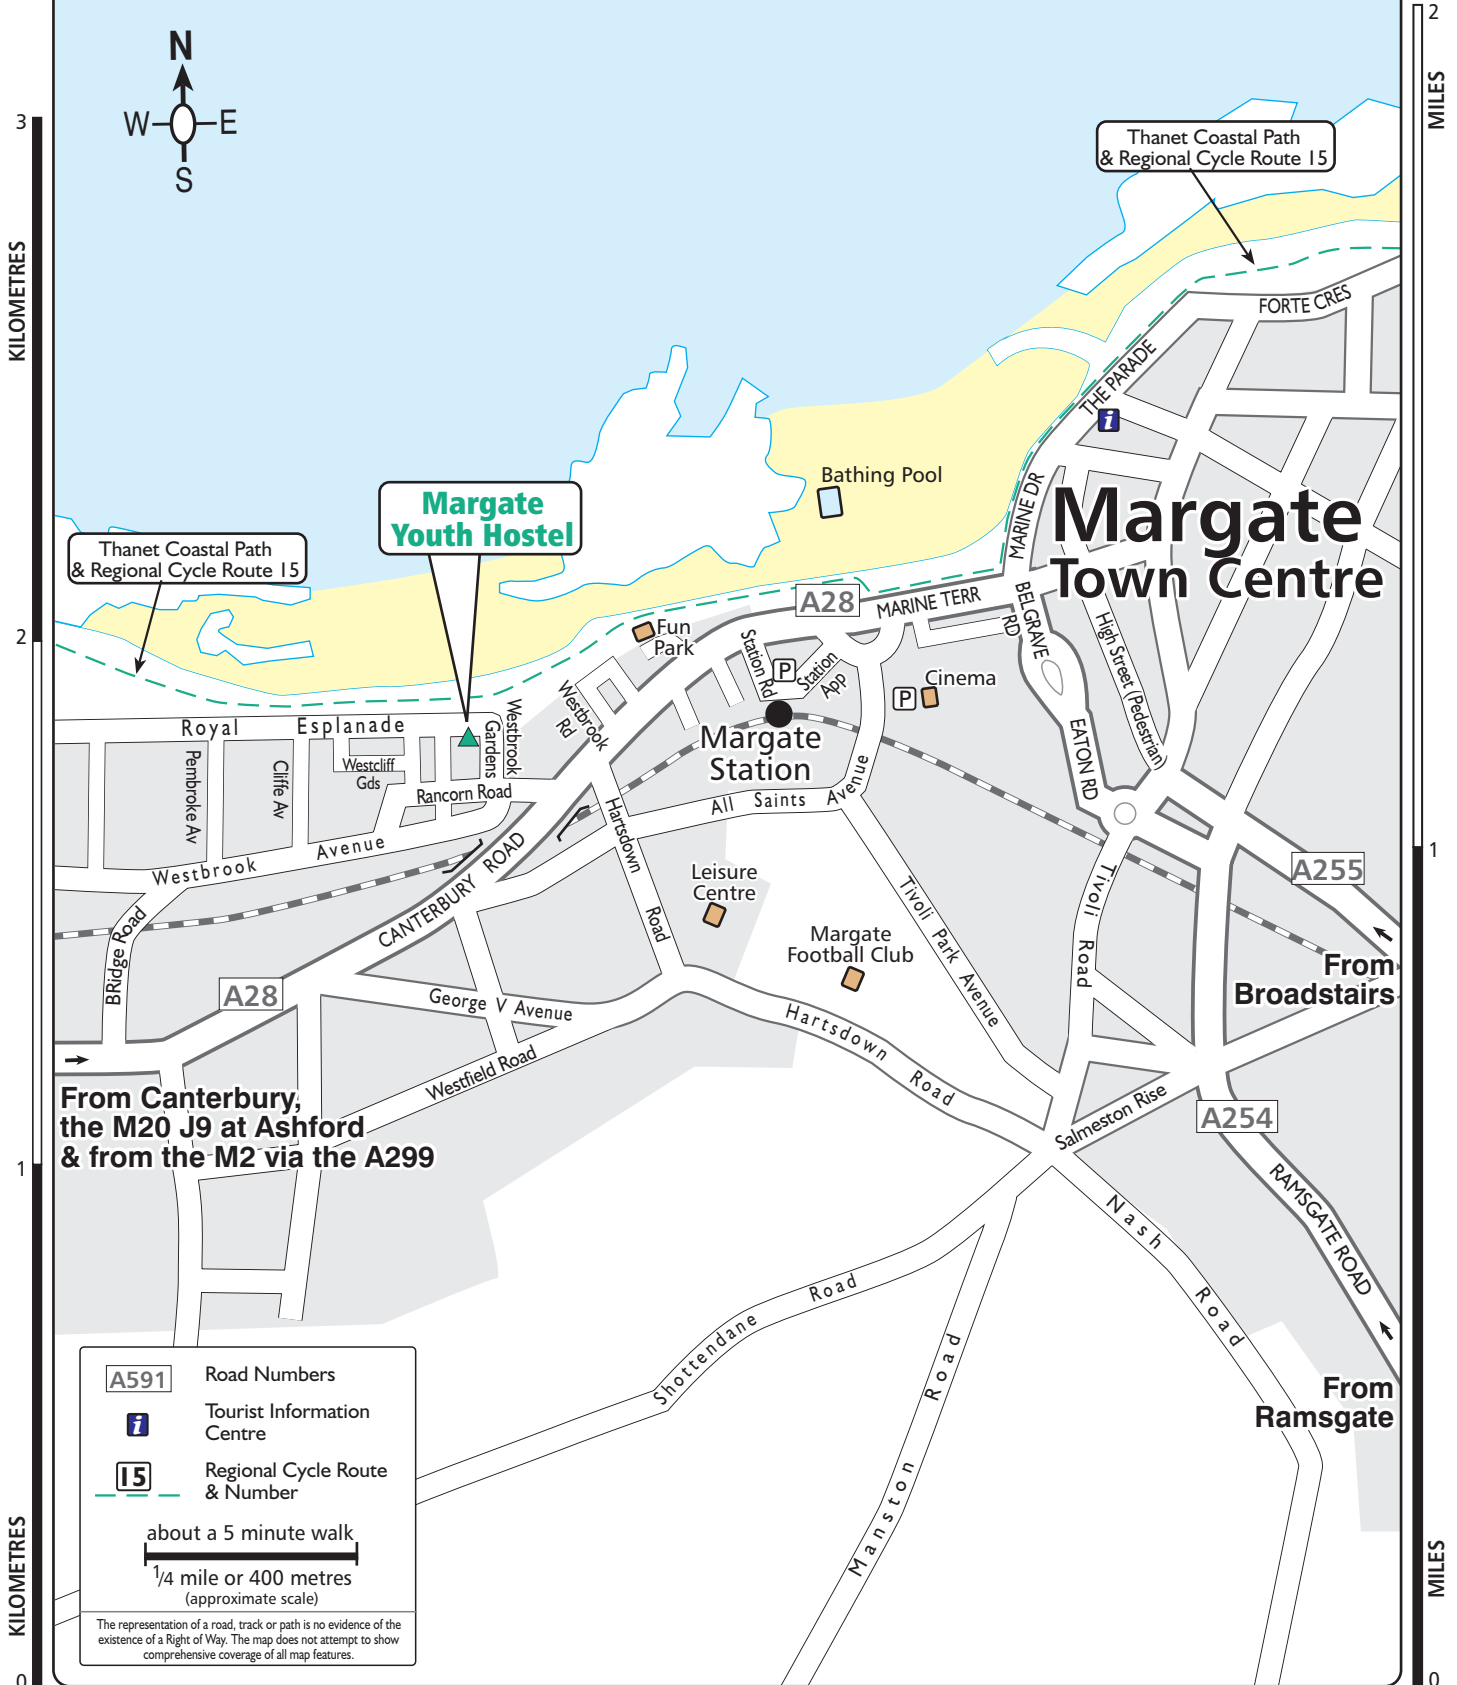 2
MILES
N
W E
S
3
KILOMETRES
Thanet Coastal Path
& Regional Cycle Route 15
FORTE CRES
THE PARADE
i
Bathing Pool
MARINE DR
Margate
Town Centre
Margate
Youth Hostel
Thanet Coastal Path
& Regional Cycle Route 15
A28
MARINE TERR
BELGRAVE
RD
High Street (Pedestrian)
2
Fun
Park
Station Rd
P
Station
App
P
Cinema
Westbrook
Rd
Margate
Station
EATON RD
Royal Esplanade
Westbrook
Gardens
Pembroke Av
Cliffe Av
Westcliff
Gds
Rancorn Road
All Saints Avenue
Westbrook Avenue
Hartsdown
Road
CANTERBURY ROAD
1
A255
Leisure
Centre
Tivoli Park Avenue
Tivoli
Road
BRidge Road
Margate
Football Club
From
Broadstairs
A28
George V Avenue
Hartsdown
Road
Westfield Road
Salmeston Rise
A254
From Canterbury,
the M20 J9 at Ashford
& from the M2 via the A299
1
RAMSGATE ROAD
Nash
Road
Shottendane Road
Manston Road
From
Ramsgate
A591
Road Numbers
i
Tourist Information
Centre
15
Regional Cycle Route
& Number
about a 5 minute walk
1/4 mile or 400 metres
(approximate scale)
The representation of a road, track or path is no evidence of the
existence of a Right of Way. The map does not attempt to show
comprehensive coverage of all map features.
KILOMETRES
0
MILES
0